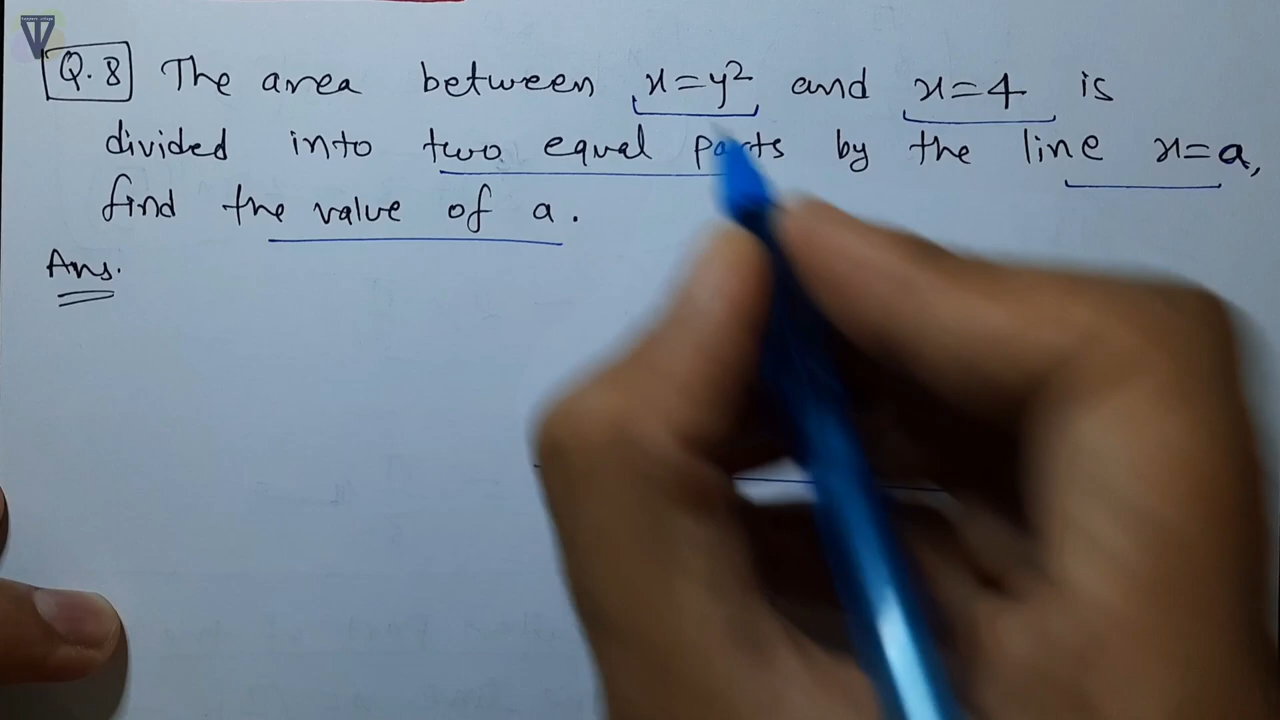 Q.8 The area between x=y² and x=4 is
divided into two equal parts by the line x=a,
find the value of a.
Ans.